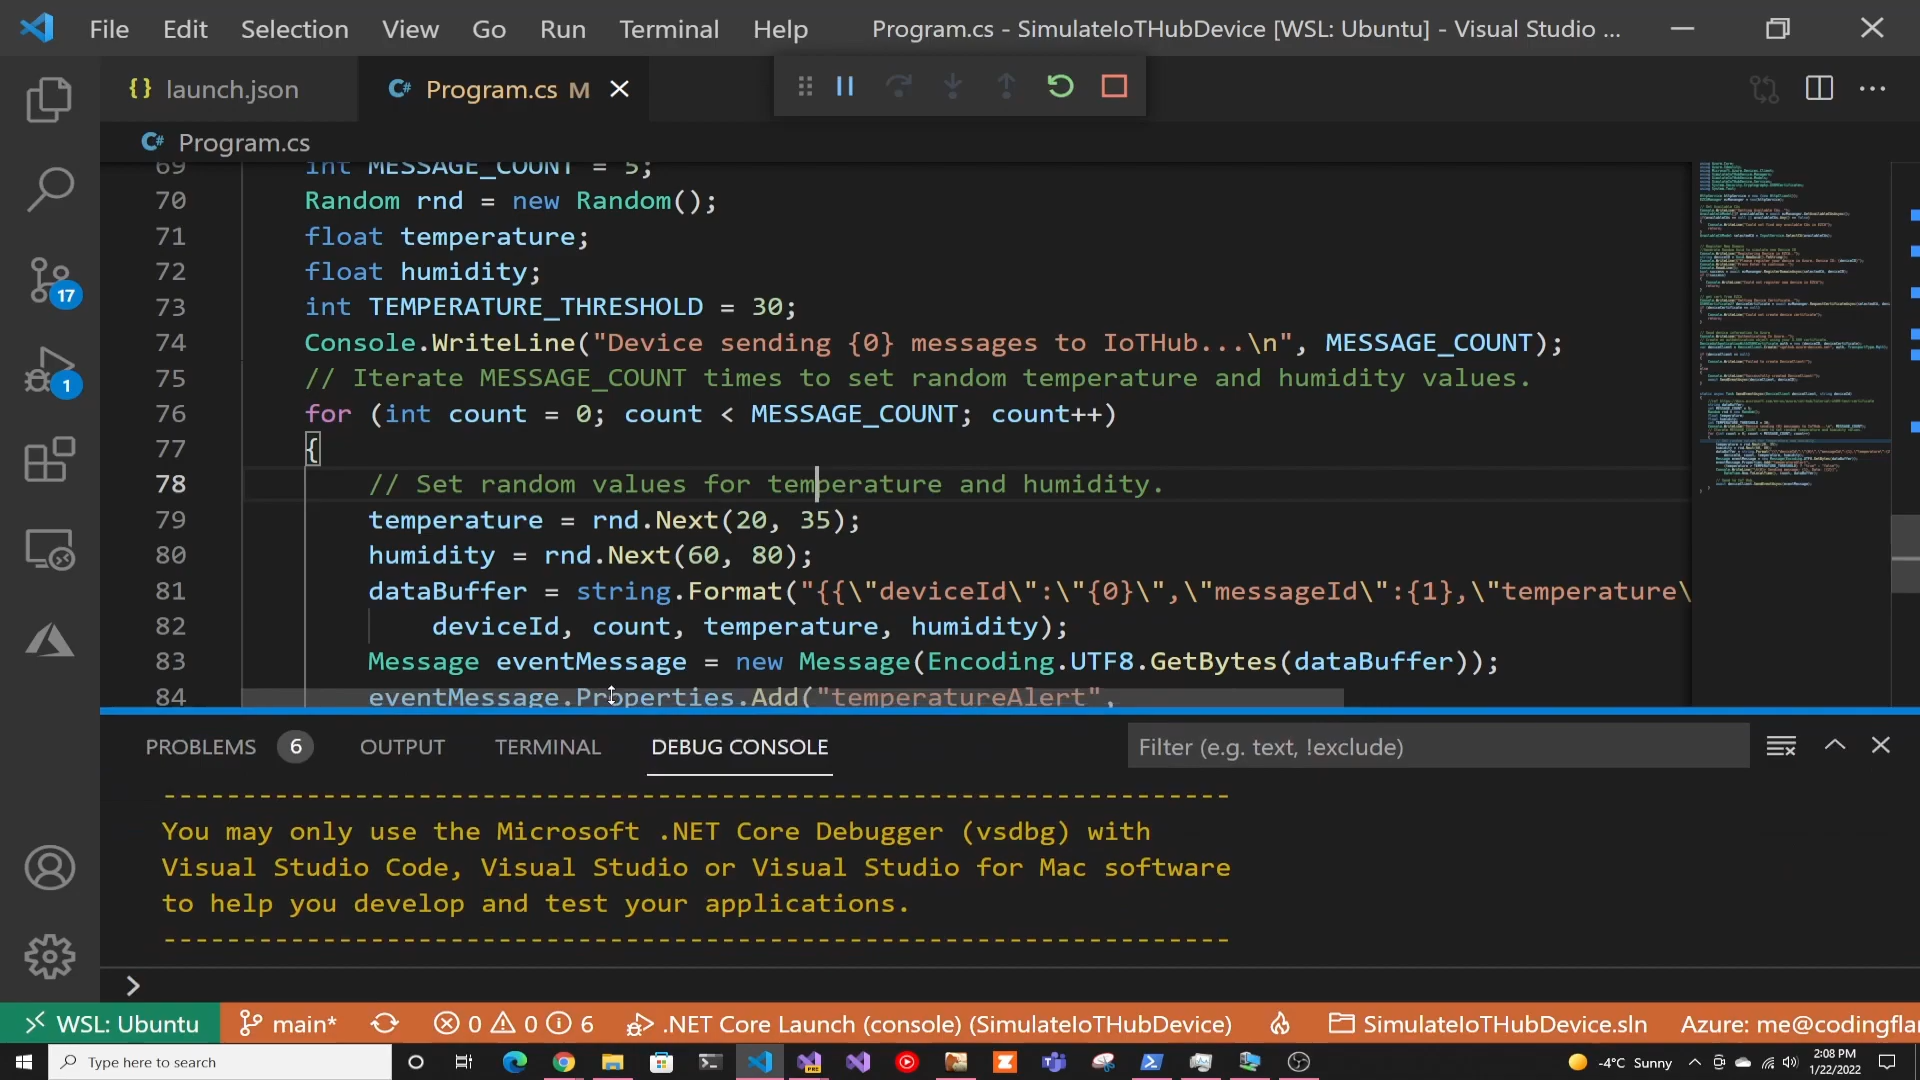 File Edit Selection View Go Run Terminal Help Program.cs - SimulateIoTHubDevice [WSL: Ubuntu] - Visual Studio ...
{} launch.json C# Program.cs M
C# Program.cs
69 int MESSAGE_COUNT = 5;
70 Random rnd = new Random();
71 float temperature;
72 float humidity;
73 int TEMPERATURE_THRESHOLD = 30;
74 Console.WriteLine("Device sending {0} messages to IoTHub...\n", MESSAGE_COUNT);
75 // Iterate MESSAGE_COUNT times to set random temperature and humidity values.
76 for (int count = 0; count < MESSAGE_COUNT; count++)
77 {
78 // Set random values for temperature and humidity.
79 temperature = rnd.Next(20, 35);
80 humidity = rnd.Next(60, 80);
81 dataBuffer = string.Format("{{\"deviceId\":\"{0}\",\"messageId\":{1},\"temperature\
82 deviceId, count, temperature, humidity);
83 Message eventMessage = new Message(Encoding.UTF8.GetBytes(dataBuffer));
84 eventMessage.Properties.Add("temperatureAlert",
17
1
PROBLEMS 6 OUTPUT TERMINAL DEBUG CONSOLE Filter (e.g. text, !exclude)
-------------------------------------------------------------------
You may only use the Microsoft .NET Core Debugger (vsdbg) with
Visual Studio Code, Visual Studio or Visual Studio for Mac software
to help you develop and test your applications.
-------------------------------------------------------------------
>
WSL: Ubuntu main* 0 0 6 .NET Core Launch (console) (SimulateIoTHubDevice) SimulateIoTHubDevice.sln Azure: me@codingfla
Type here to search -4°C Sunny 2:08 PM
1/22/2022